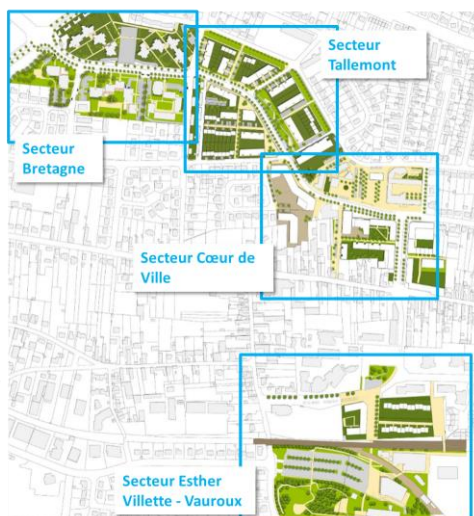 Secteur
Tallemont
Secteur
Bretagne
Secteur Cœur de
Ville
Secteur Esther
Villette - Vauroux